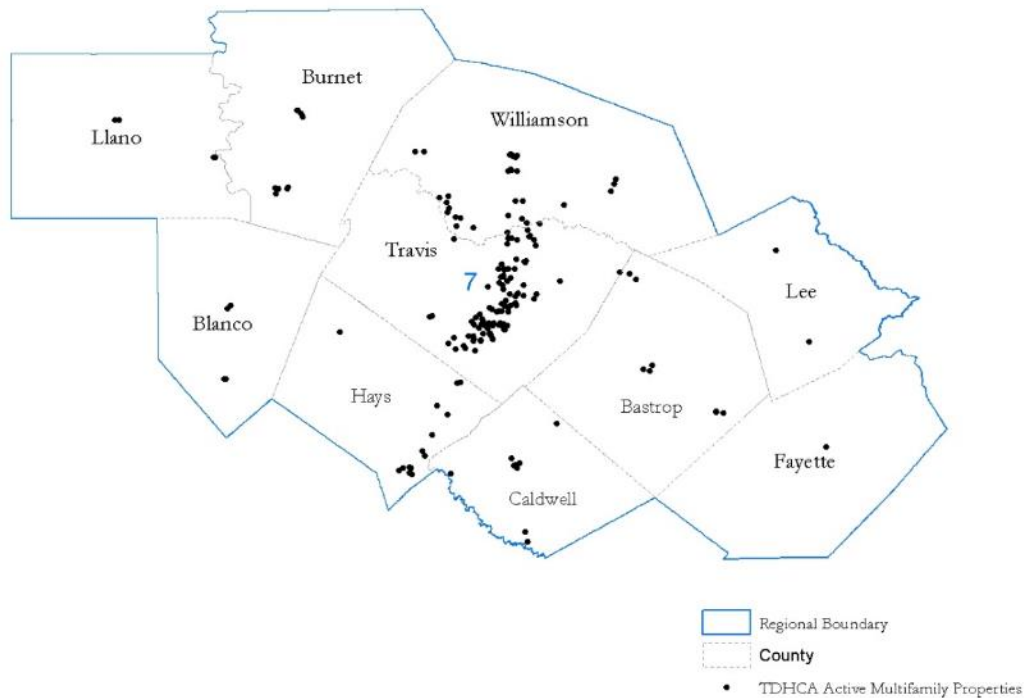 Burnet
Williamson
Llano
Travis
7
Lee
Blanco
Hays
Bastrop
Fayette
Caldwell
Regional Boundary
County
TDHCA Active Multifamily Properties